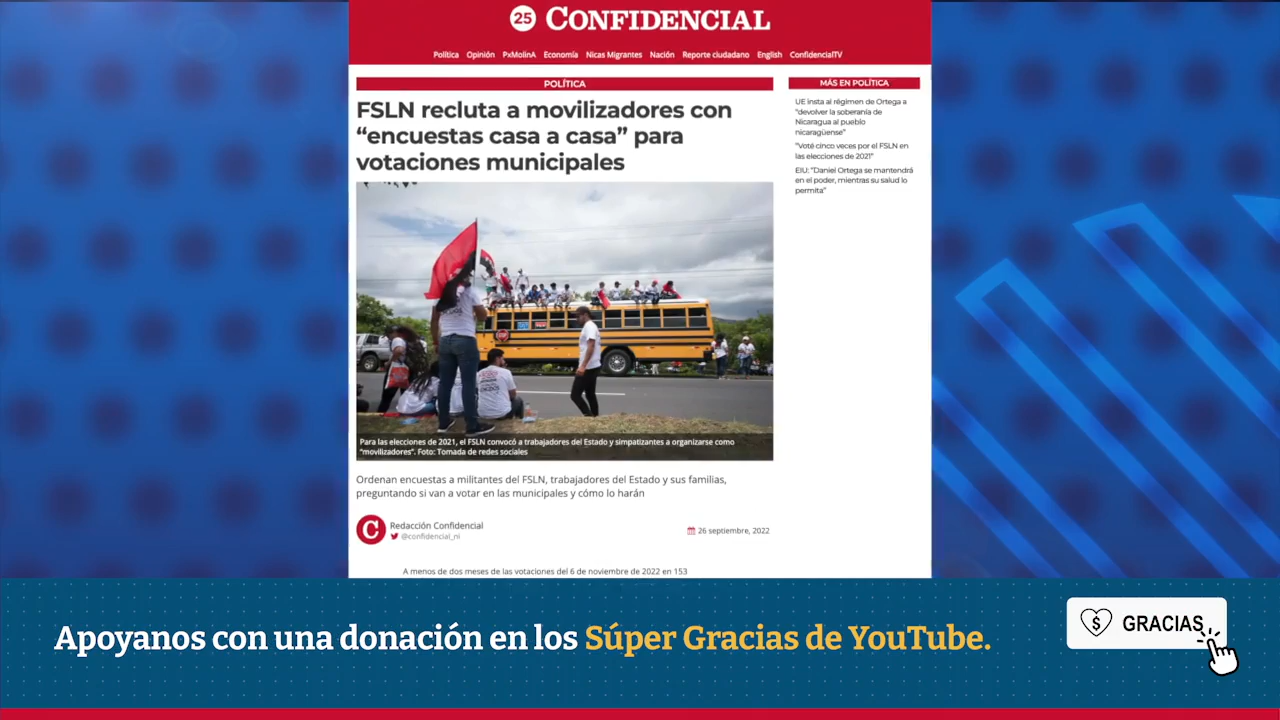 25 CONFIDENCIAL
Política Opinión PxMolinA Economía Nicas Migrantes Nación Reporte ciudadano English ConfidencialTV
POLÍTICA
FSLN recluta a movilizadores con
“encuestas casa a casa” para
votaciones municipales
Para las elecciones de 2021, el FSLN convocó a trabajadores del Estado y simpatizantes a organizarse como
“movilizadores”. Foto: Tomada de redes sociales
Ordenan encuestas a militantes del FSLN, trabajadores del Estado y sus familias,
preguntando si van a votar en las municipales y cómo lo harán
C
Redacción Confidencial
@confidencial_ni
26 septiembre, 2022
A menos de dos meses de las votaciones del 6 de noviembre de 2022 en 153
MÁS EN POLÍTICA
UE insta al régimen de Ortega a
“devolver la soberanía de
Nicaragua al pueblo
nicaragüense”
“Voté cinco veces por el FSLN en
las elecciones de 2021”
EIU: “Daniel Ortega se mantendrá
en el poder, mientras su salud lo
permita”
Apoyanos con una donación en los Súper Gracias de YouTube.
$ GRACIAS